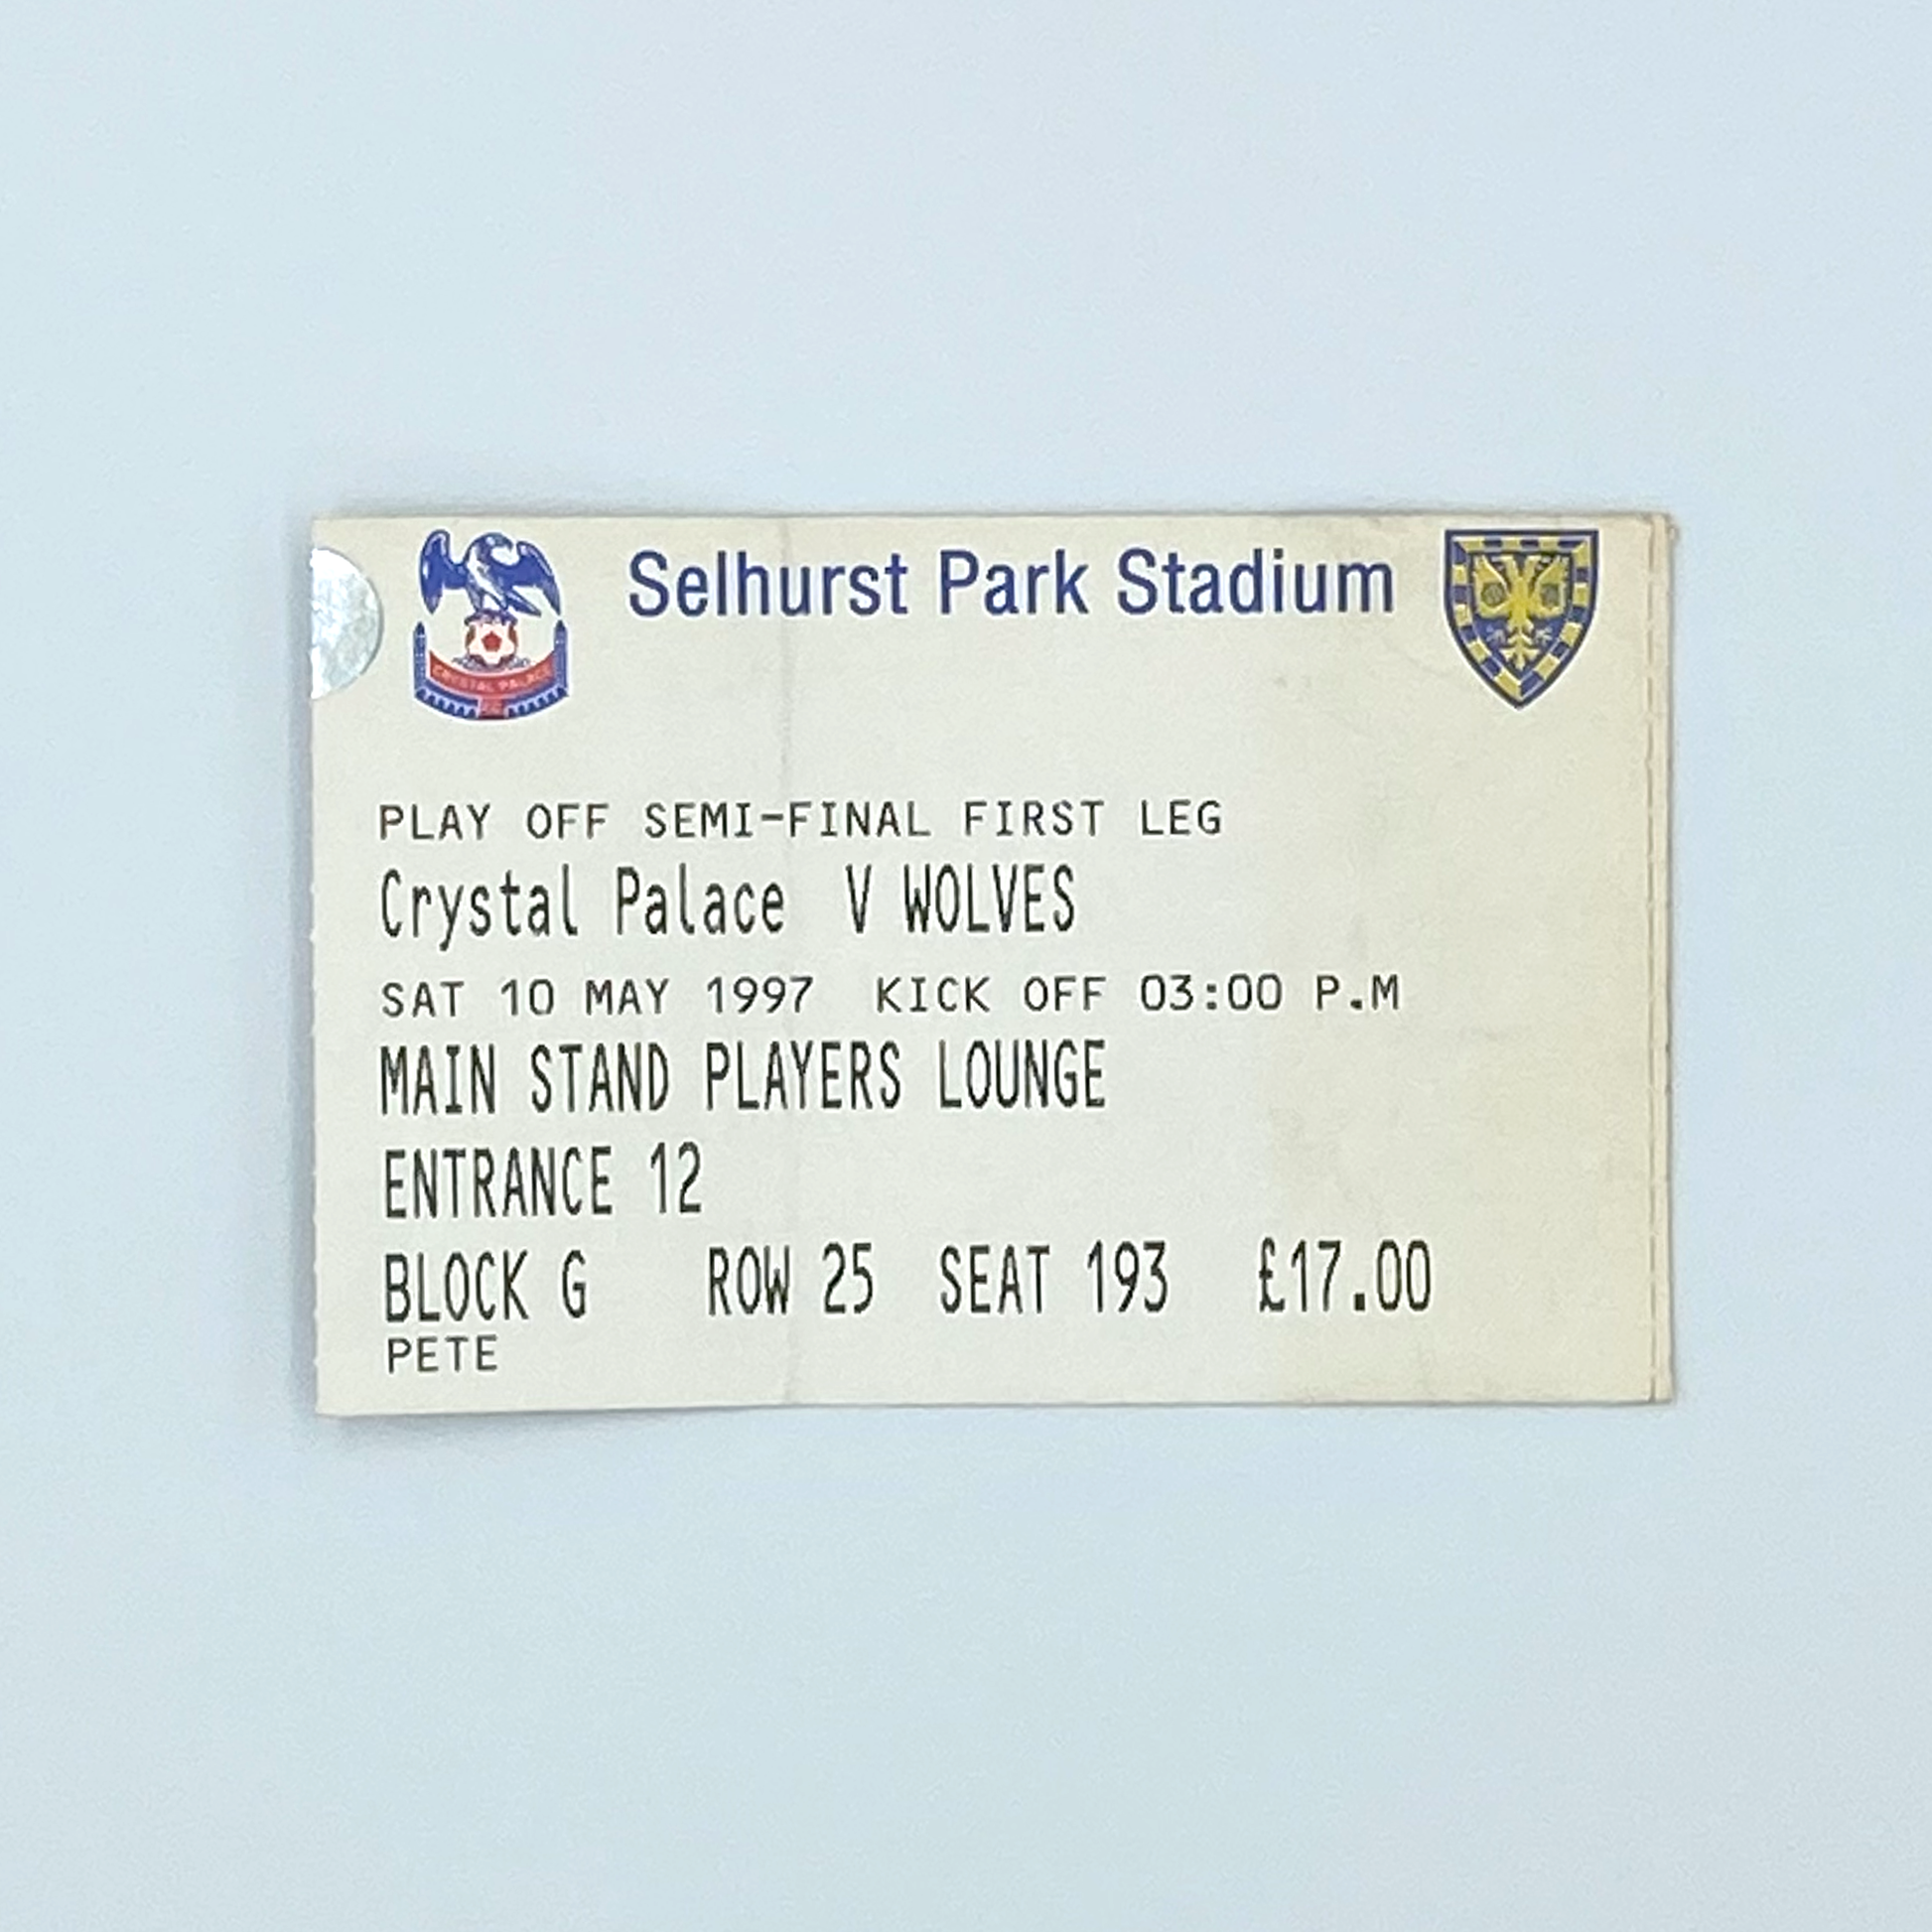 Selhurst Park Stadium
CRYSTAL PALACE
PLAY OFF SEMI-FINAL FIRST LEG
Crystal Palace V WOLVES
SAT 10 MAY 1997 KICK OFF 03:00 P.M
MAIN STAND PLAYERS LOUNGE
ENTRANCE 12
BLOCK G ROW 25 SEAT 193 £17.00
PETE